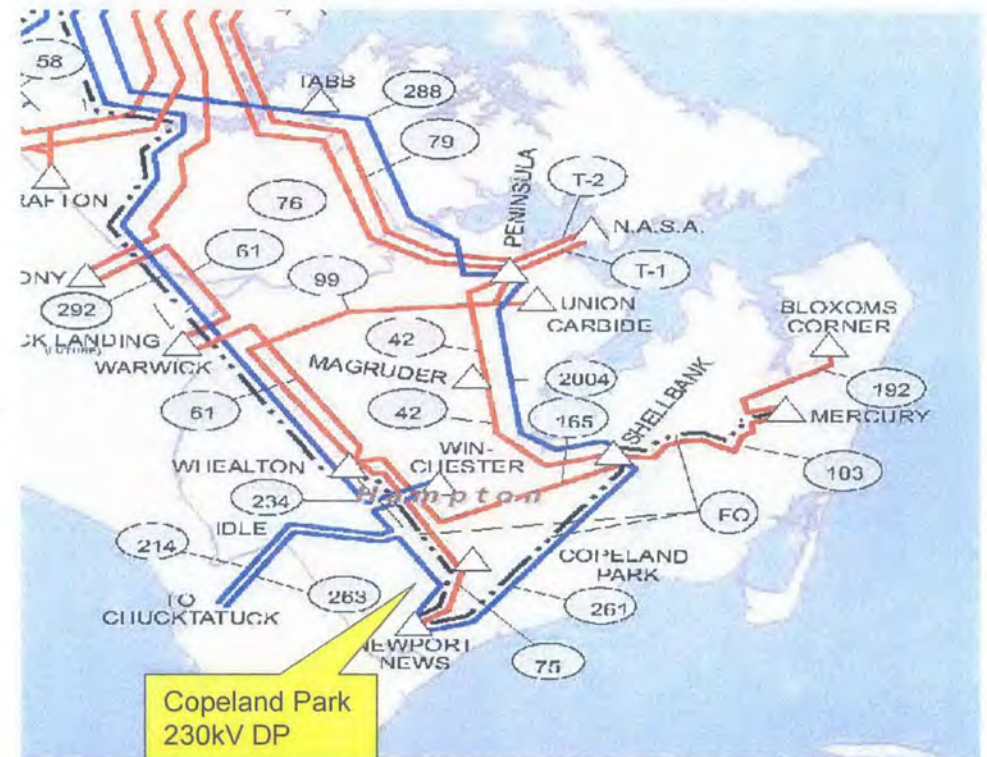 58
TABB
288
79
RAFTON
76
PENINSULA
T-2
N.A.S.A.
T-1
ONY
61
99
UNION
CARBIDE
BLOXOMS
CORNER
292
CK LANDING
(FUTURE)
WARWICK
42
MAGRUDER
2004
192
61
42
165
SHELLBANK
MERCURY
WHEALTON
WIN-
CHESTER
103
234
Hampton
FO
IDLE
214
COPELAND
PARK
TO
CHUCKTATUCK
263
261
NEWPORT
NEWS
75
Copeland Park
230kV DP